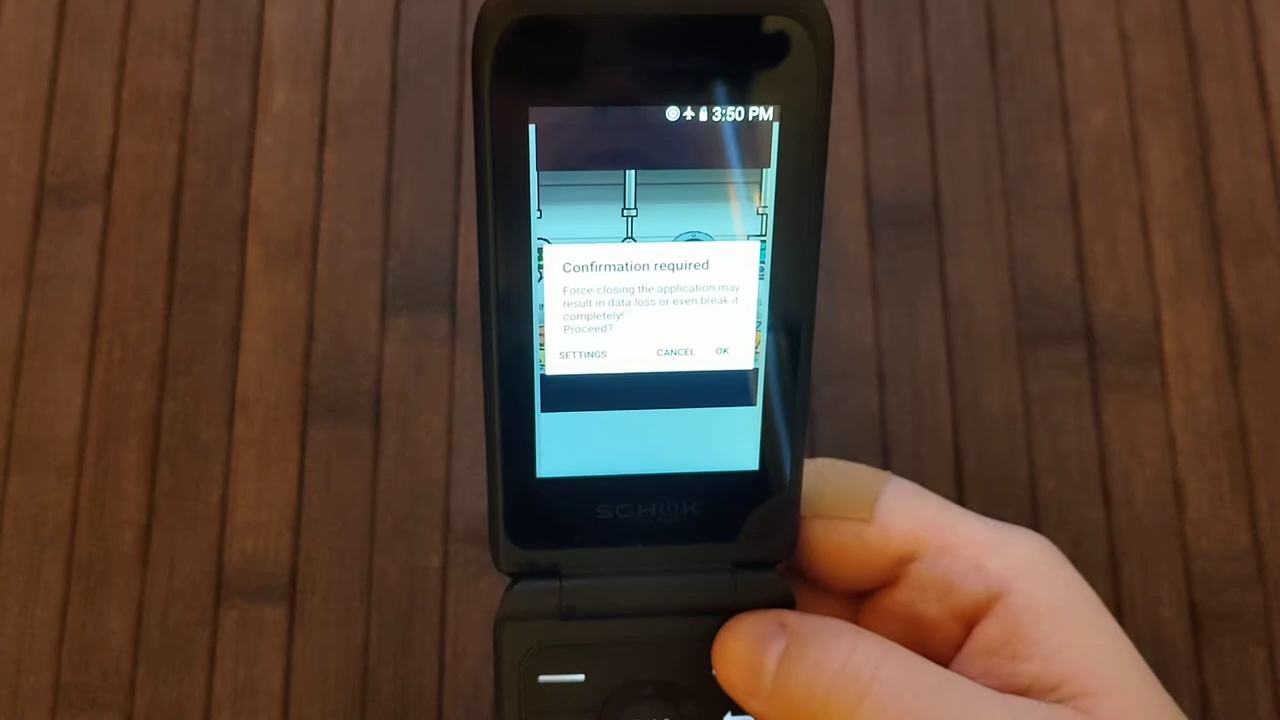 3:50 PM
Confirmation required
Force-closing the application may
result in data loss or even break it
completely!
Proceed?
SETTINGS CANCEL OK
SCHOK